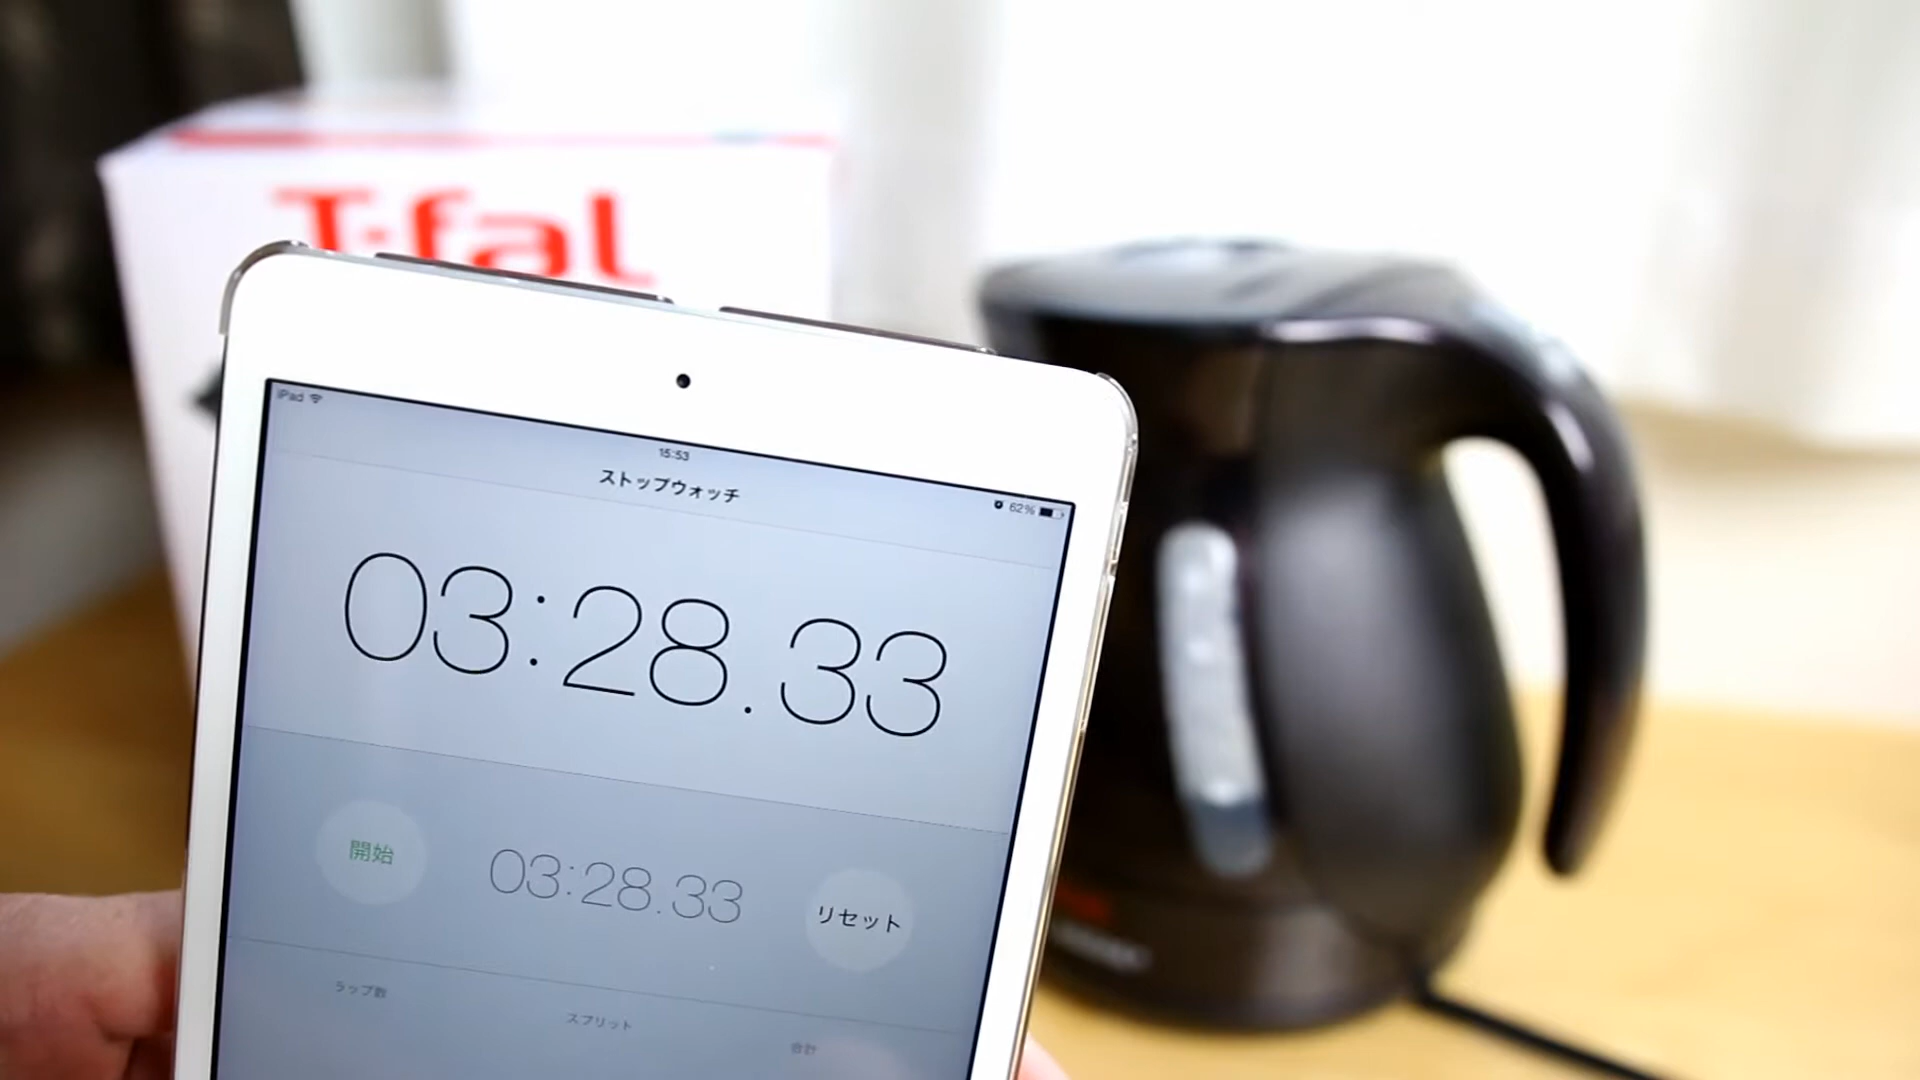 T-fal
iPad
15:53
62%
ストップウォッチ
03:28.33
開始
03:28.33
リセット
ラップ数
スプリット
合計